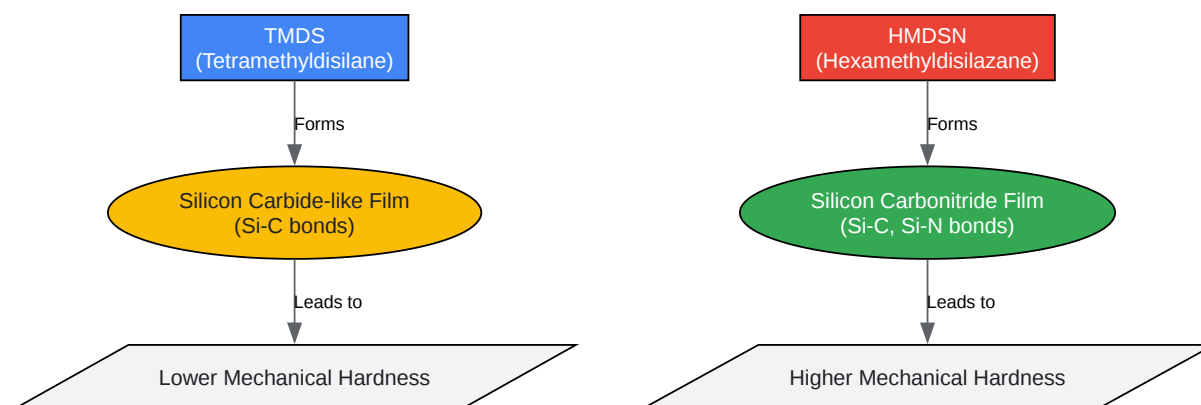 TMDS
(Tetramethyldisilane)
Forms
Silicon Carbide-like Film
(Si-C bonds)
Leads to
Lower Mechanical Hardness
HMDSN
(Hexamethyldisilazane)
Forms
Silicon Carbonitride Film
(Si-C, Si-N bonds)
Leads to
Higher Mechanical Hardness